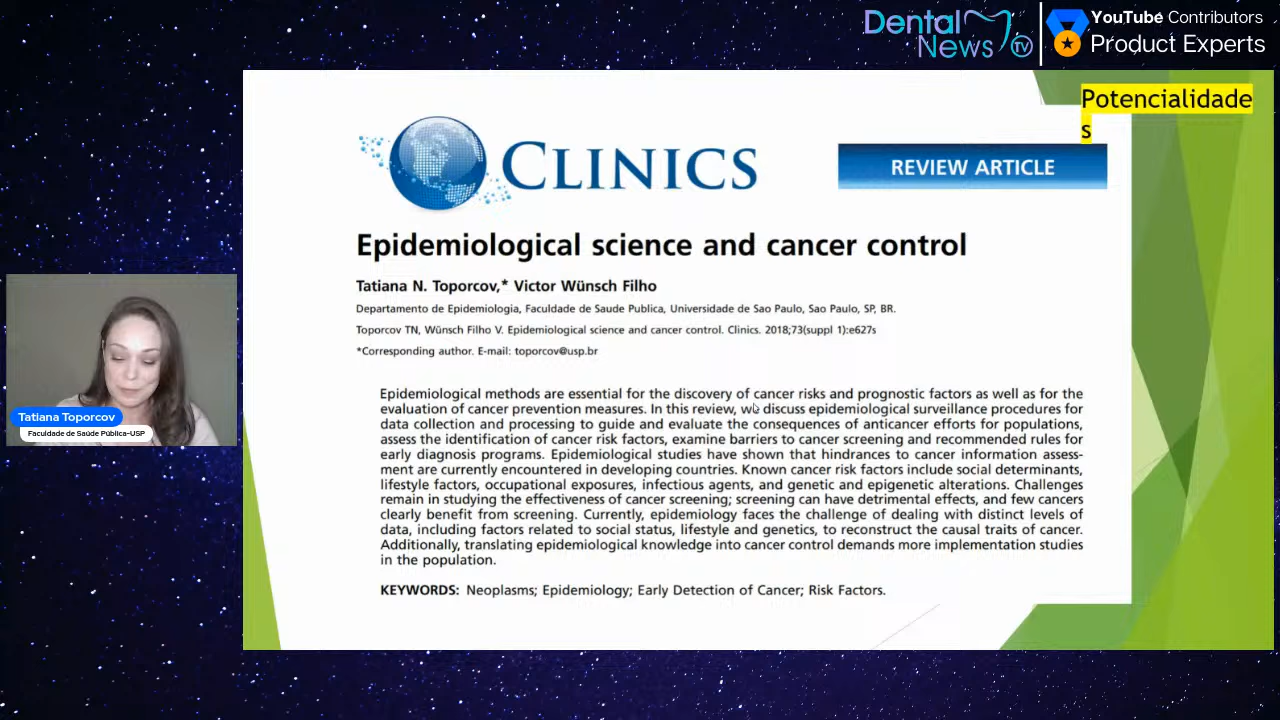 Dental
News TV
YouTube Contributors
Product Experts
Potencialidade
s
CLINICS
REVIEW ARTICLE
Epidemiological science and cancer control
Tatiana N. Toporcov,* Victor Wünsch Filho
Departamento de Epidemiologia, Faculdade de Saude Publica, Universidade de Sao Paulo, Sao Paulo, SP, BR.
Toporcov TN, Wünsch Filho V. Epidemiological science and cancer control. Clinics. 2018;73(suppl 1):e627s
*Corresponding author. E-mail: toporcov@usp.br
Epidemiological methods are essential for the discovery of cancer risks and prognostic factors as well as for the
evaluation of cancer prevention measures. In this review, we discuss epidemiological surveillance procedures for
data collection and processing to guide and evaluate the consequences of anticancer efforts for populations,
assess the identification of cancer risk factors, examine barriers to cancer screening and recommended rules for
early diagnosis programs. Epidemiological studies have shown that hindrances to cancer information assess-
ment are currently encountered in developing countries. Known cancer risk factors include social determinants,
lifestyle factors, occupational exposures, infectious agents, and genetic and epigenetic alterations. Challenges
remain in studying the effectiveness of cancer screening; screening can have detrimental effects, and few cancers
clearly benefit from screening. Currently, epidemiology faces the challenge of dealing with distinct levels of
data, including factors related to social status, lifestyle and genetics, to reconstruct the causal traits of cancer.
Additionally, translating epidemiological knowledge into cancer control demands more implementation studies
in the population.
KEYWORDS: Neoplasms; Epidemiology; Early Detection of Cancer; Risk Factors.
Tatiana Toporcov
Faculdade de Saúde Pública-USP